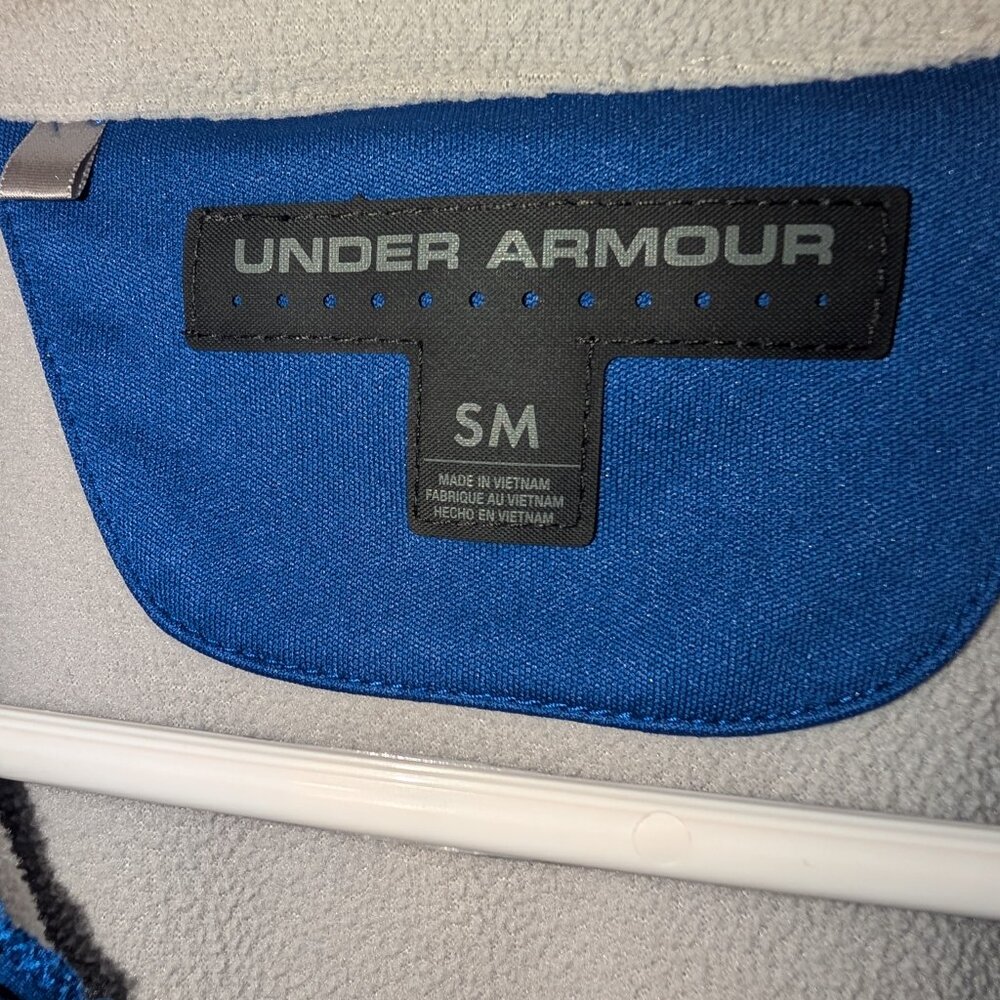 UNDER ARMOUR
SM
MADE IN VIETNAM
FABRIQUE AU VIETNAM
HECHO EN VIETNAM